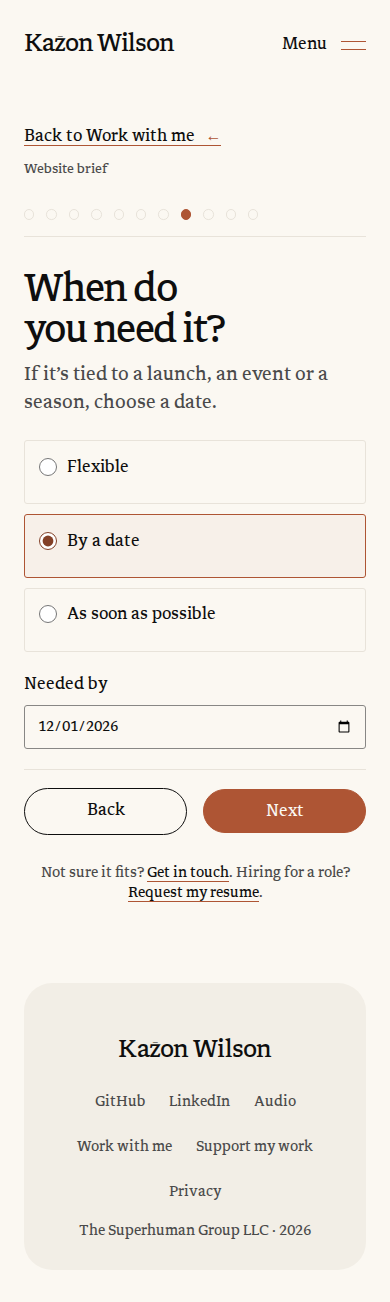 Każon Wilson
Menu
Back to Work with me ←
Website brief
When do
you need it?
If it’s tied to a launch, an event or a
season, choose a date.
Flexible
By a date
As soon as possible
Needed by
12/01/2026
Back
Next
Not sure it fits? Get in touch. Hiring for a role?
Request my resume.
Każon Wilson
GitHub LinkedIn Audio
Work with me Support my work
Privacy
The Superhuman Group LLC · 2026